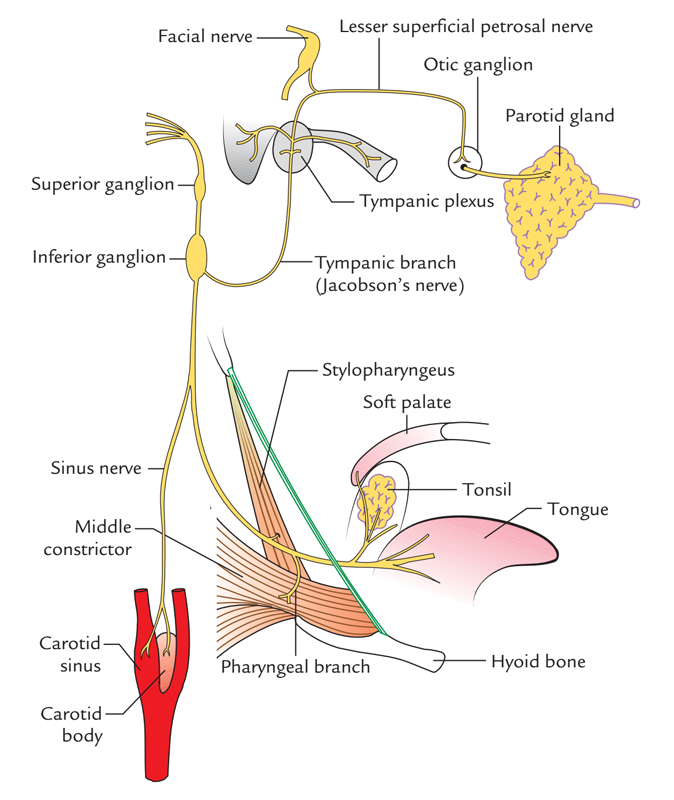 Lesser superficial petrosal nerve
Facial nerve
Otic ganglion
Parotid gland
Superior ganglion
Tympanic plexus
Inferior ganglion
Tympanic branch
(Jacobson's nerve)
Stylopharyngeus
Soft palate
Sinus nerve
Tonsil
Tongue
Middle
constrictor
Carotid
sinus
Pharyngeal branch
Hyoid bone
Carotid
body